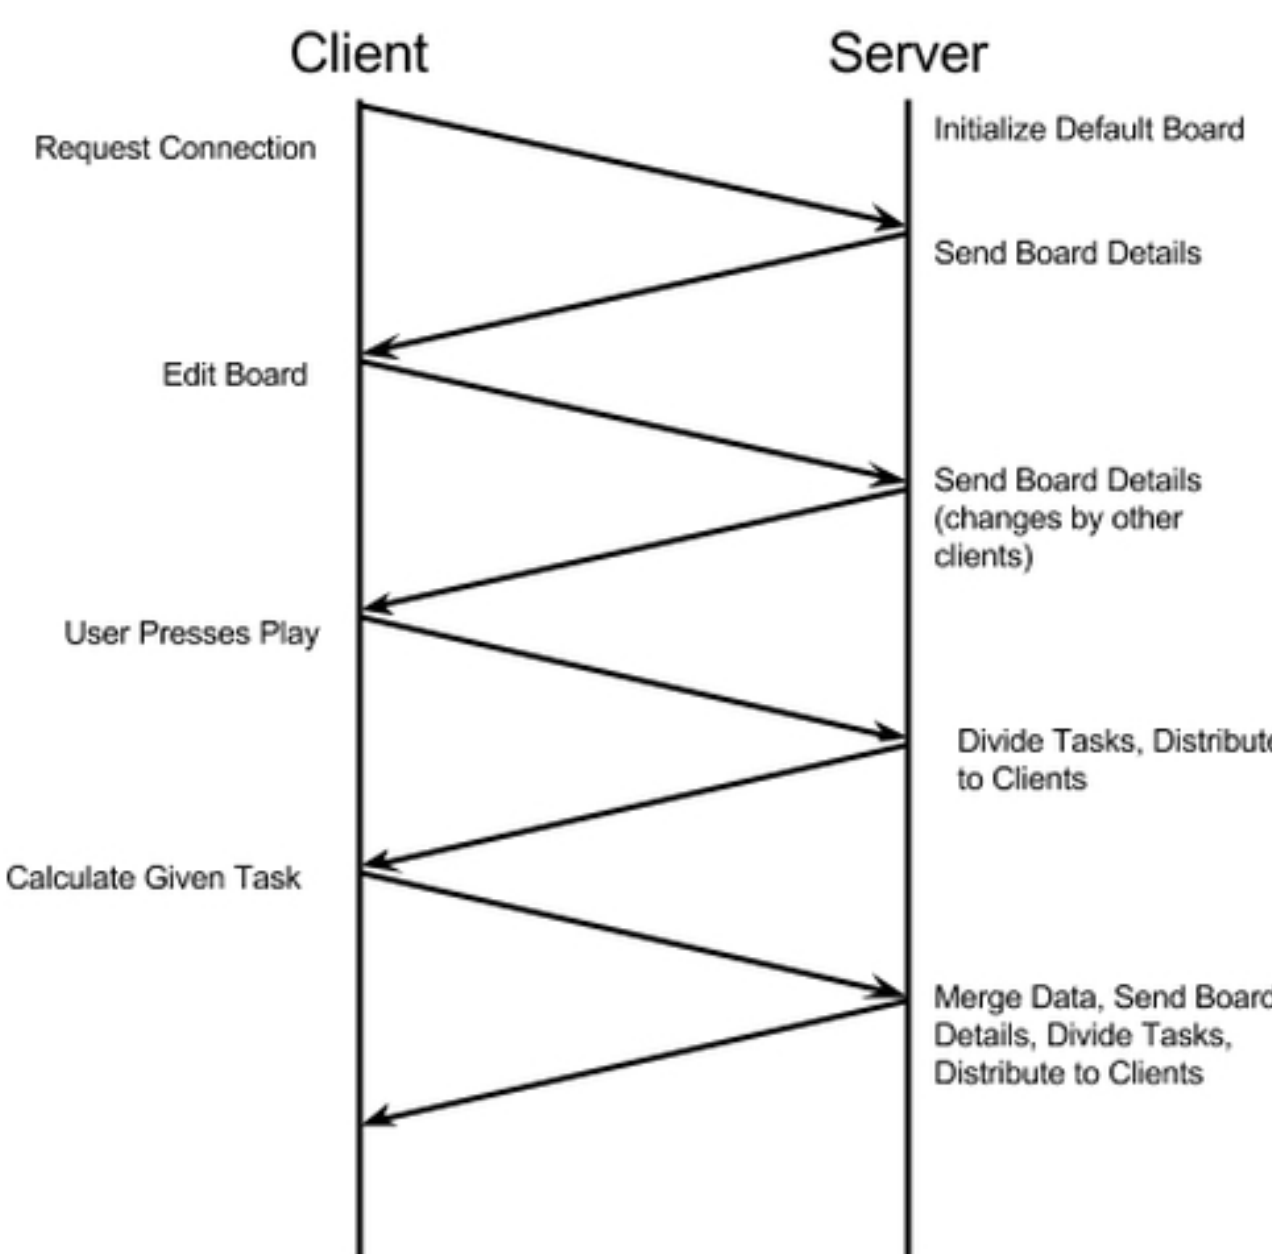 Client
Server
Request Connection
Initialize Default Board
Send Board Details
Edit Board
Send Board Details
(changes by other
clients)
User Presses Play
Divide Tasks, Distribute
to Clients
Calculate Given Task
Merge Data, Send Board
Details, Divide Tasks,
Distribute to Clients